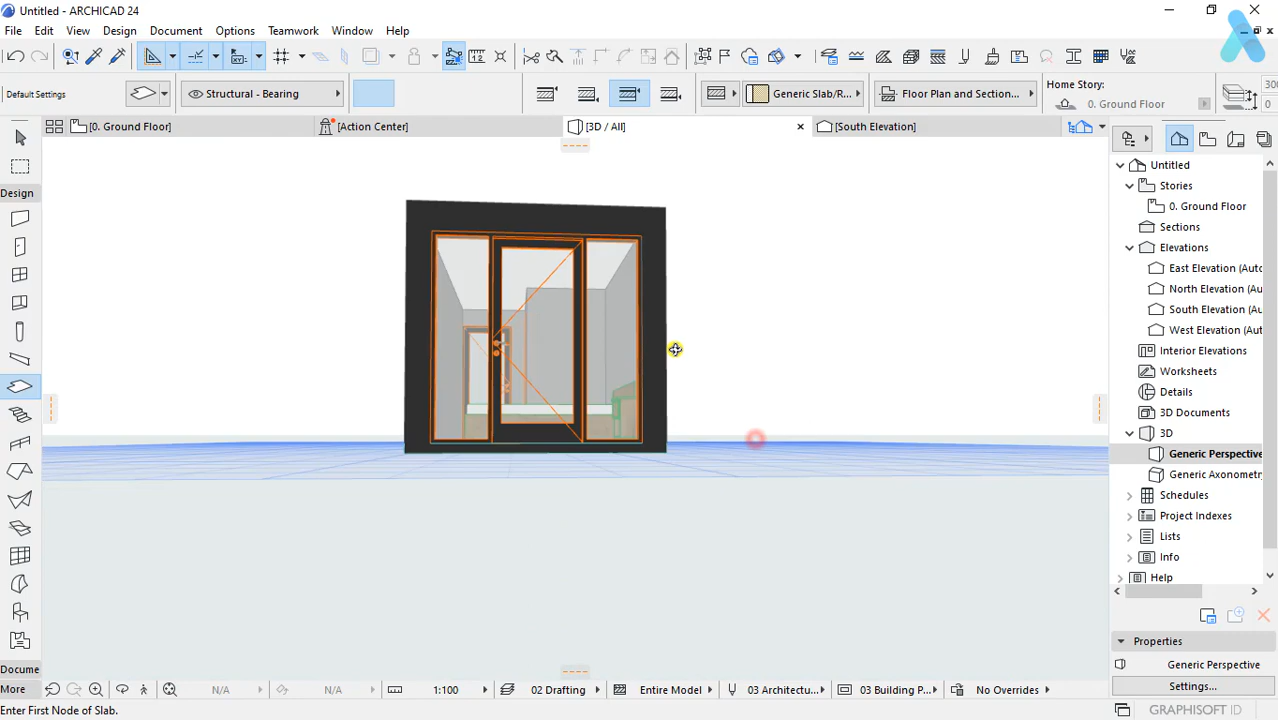 Untitled - ARCHICAD 24
File Edit View Design Document Options Teamwork Window Help
Default Settings
Structural - Bearing
Generic Slab/R...
Floor Plan and Section...
Home Story:
0. Ground Floor
300
0
[0. Ground Floor]
[Action Center]
[3D / All]
[South Elevation]
Design
Docume
More
Untitled
Stories
0. Ground Floor
Sections
Elevations
East Elevation (Aut
North Elevation (Au
South Elevation (Au
West Elevation (Aut
Interior Elevations
Worksheets
Details
3D Documents
3D
Generic Perspective
Generic Axonometr
Schedules
Project Indexes
Lists
Info
Help
Properties
Generic Perspective
Settings...
N/A
N/A
1:100
02 Drafting
Entire Model
03 Architectu...
03 Building P...
No Overrides
Enter First Node of Slab.
GRAPHISOFT ID